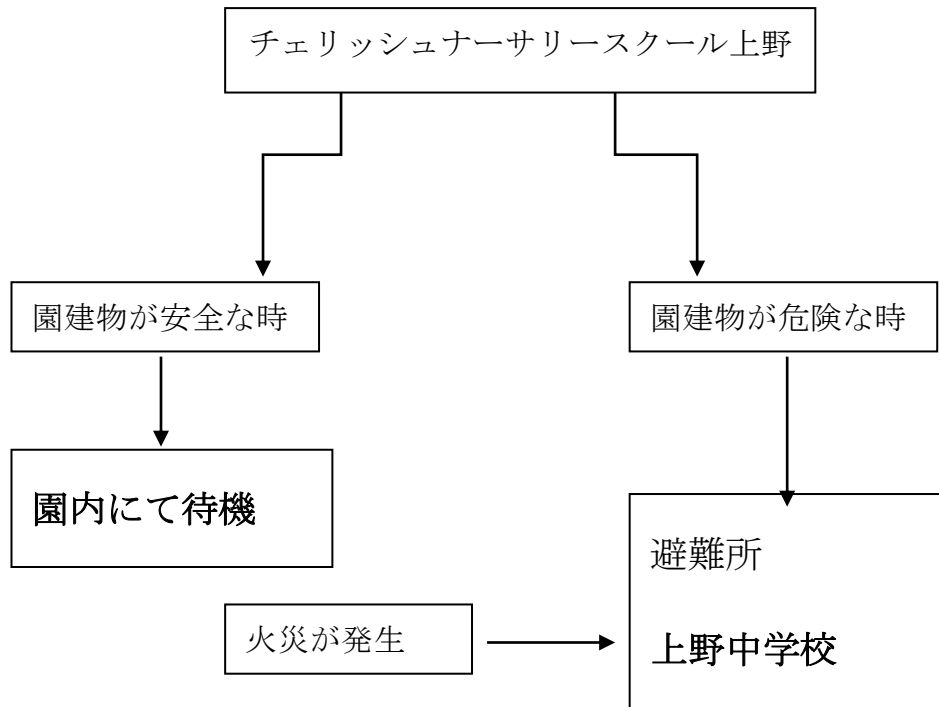 チェリッシュナーサリースクール上野
園建物が安全な時
園建物が危険な時
園内にて待機
避難所
上野中学校
火災が発生